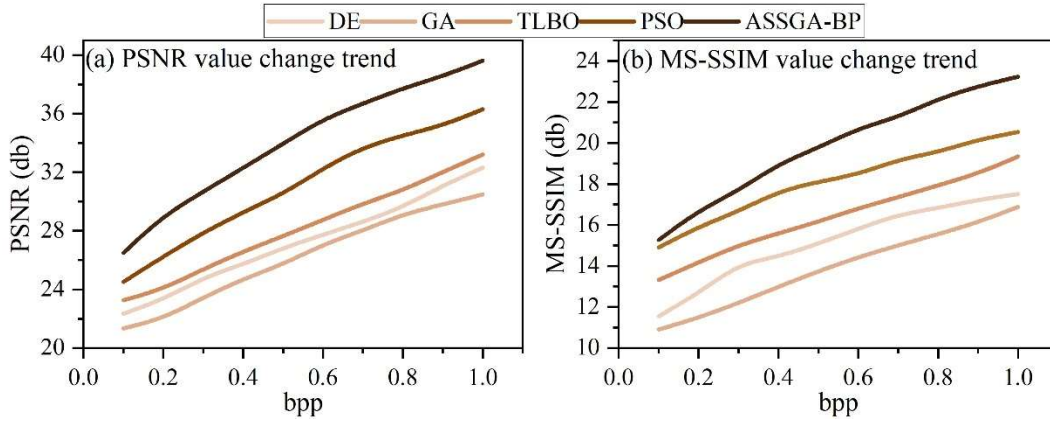 DE GA TLBO PSO ASSGA-BP
(a) PSNR value change trend
PSNR (db)
40
36
32
28
24
20
0.0 0.2 0.4 0.6 0.8 1.0
bpp
(b) MS-SSIM value change trend
MS-SSIM (db)
24
22
20
18
16
14
12
10
0.0 0.2 0.4 0.6 0.8 1.0
bpp